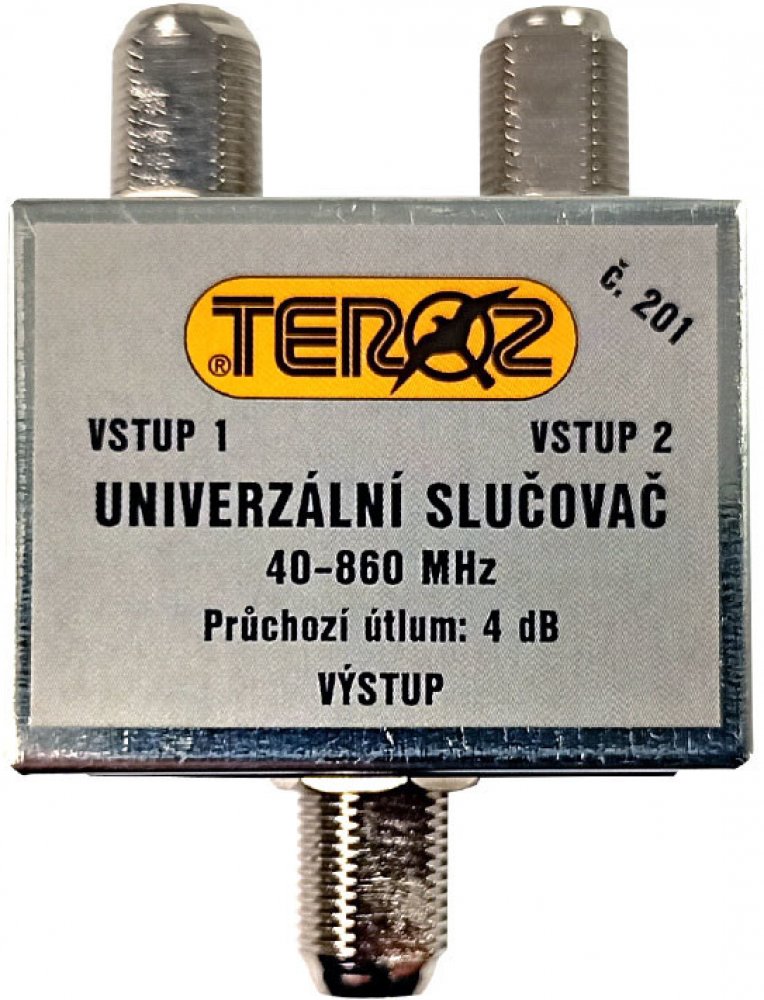 č. 201
® TEROZ
VSTUP 1 VSTUP 2
UNIVERZÁLNÍ SLUČOVAČ
40-860 MHz
Průchozí útlum: 4 dB
VÝSTUP